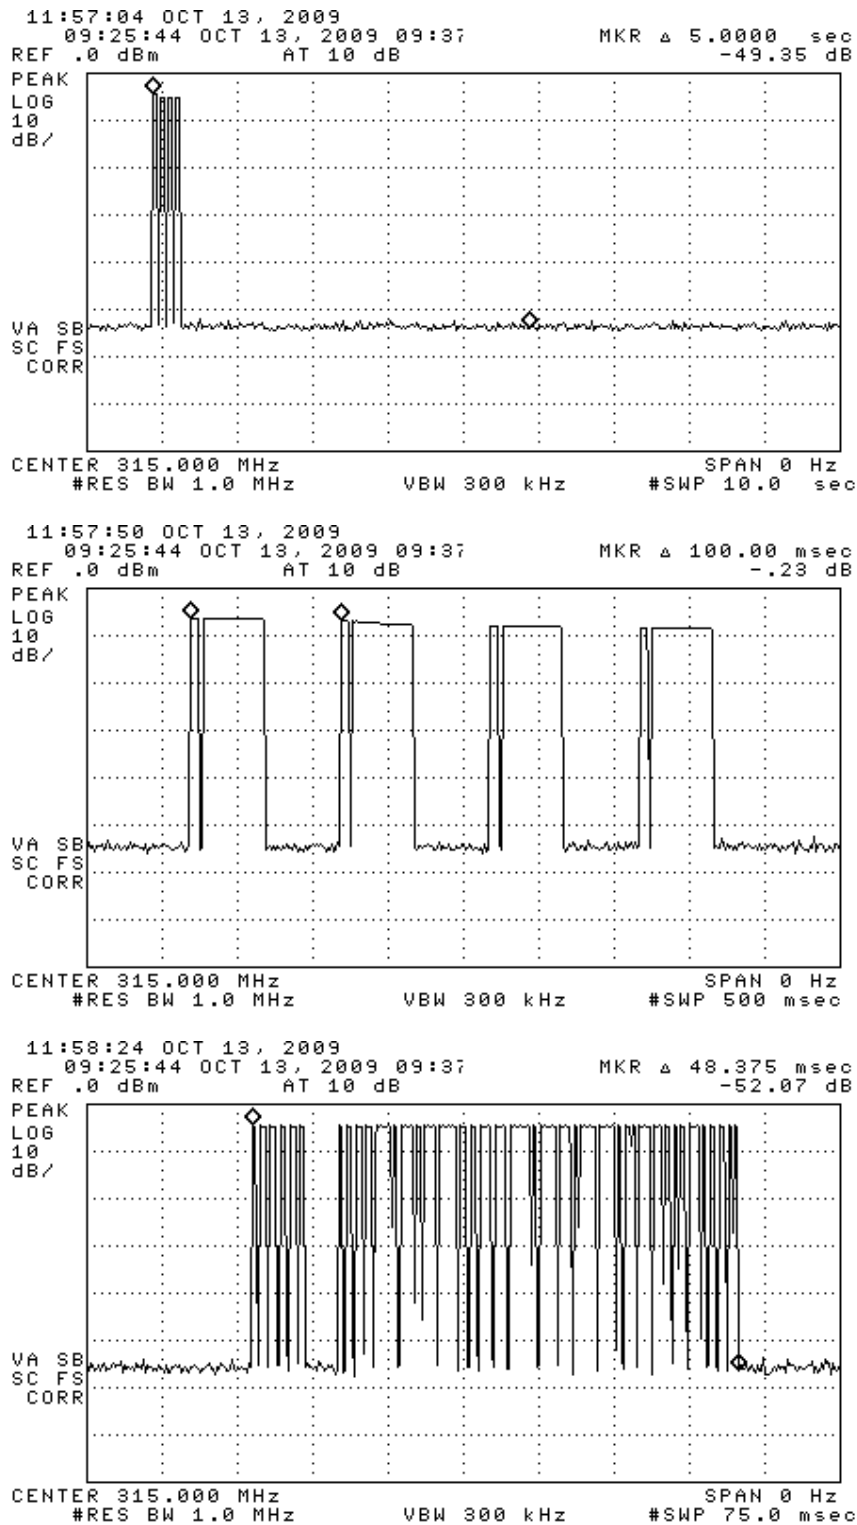 11:57:04 OCT 13, 2009
09:25:44 OCT 13, 2009 09:37
MKR Δ 5.0000 sec
REF .0 dBm AT 10 dB -49.35 dB
PEAK
LOG
10
dB/
VA SB
SC FS
CORR
CENTER 315.000 MHz SPAN 0 Hz
#RES BW 1.0 MHz VBW 300 kHz #SWP 10.0 sec
11:57:50 OCT 13, 2009
09:25:44 OCT 13, 2009 09:37
MKR Δ 100.00 msec
REF .0 dBm AT 10 dB -.23 dB
PEAK
LOG
10
dB/
VA SB
SC FS
CORR
CENTER 315.000 MHz SPAN 0 Hz
#RES BW 1.0 MHz VBW 300 kHz #SWP 500 msec
11:58:24 OCT 13, 2009
09:25:44 OCT 13, 2009 09:37
MKR Δ 48.375 msec
REF .0 dBm AT 10 dB -52.07 dB
PEAK
LOG
10
dB/
VA SB
SC FS
CORR
CENTER 315.000 MHz SPAN 0 Hz
#RES BW 1.0 MHz VBW 300 kHz #SWP 75.0 msec